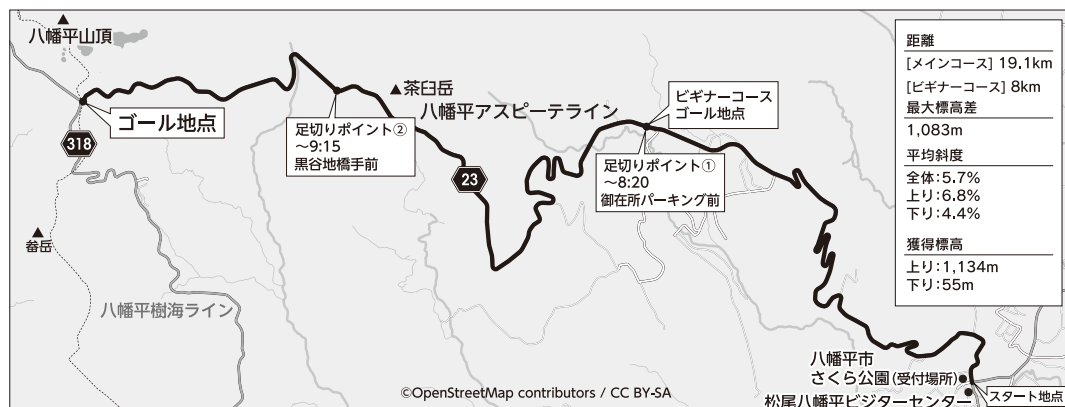 八幡平山頂
ゴール地点
318
畚岳
八幡平樹海ライン
足切りポイント②
～9:15
黒谷地橋手前
茶臼岳
八幡平アスピーテライン
23
ビギナーコース
ゴール地点
足切りポイント①
～8:20
御在所パーキング前
距離
[メインコース] 19.1km
[ビギナーコース] 8km
最大標高差
1,083m
平均斜度
全体:5.7%
上り:6.8%
下り:4.4%
獲得標高
上り:1,134m
下り:55m
八幡平市
さくら公園(受付場所)
松尾八幡平ビジターセンター
スタート地点
©OpenStreetMap contributors / CC BY-SA